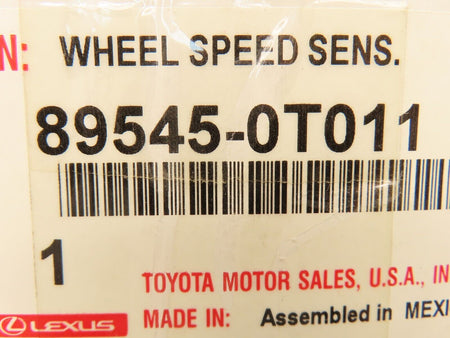 N: WHEEL SPEED SENS.
89545-0T011
1
TOYOTA MOTOR SALES, U.S.A., IN
LEXUS MADE IN: Assembled in MEXI